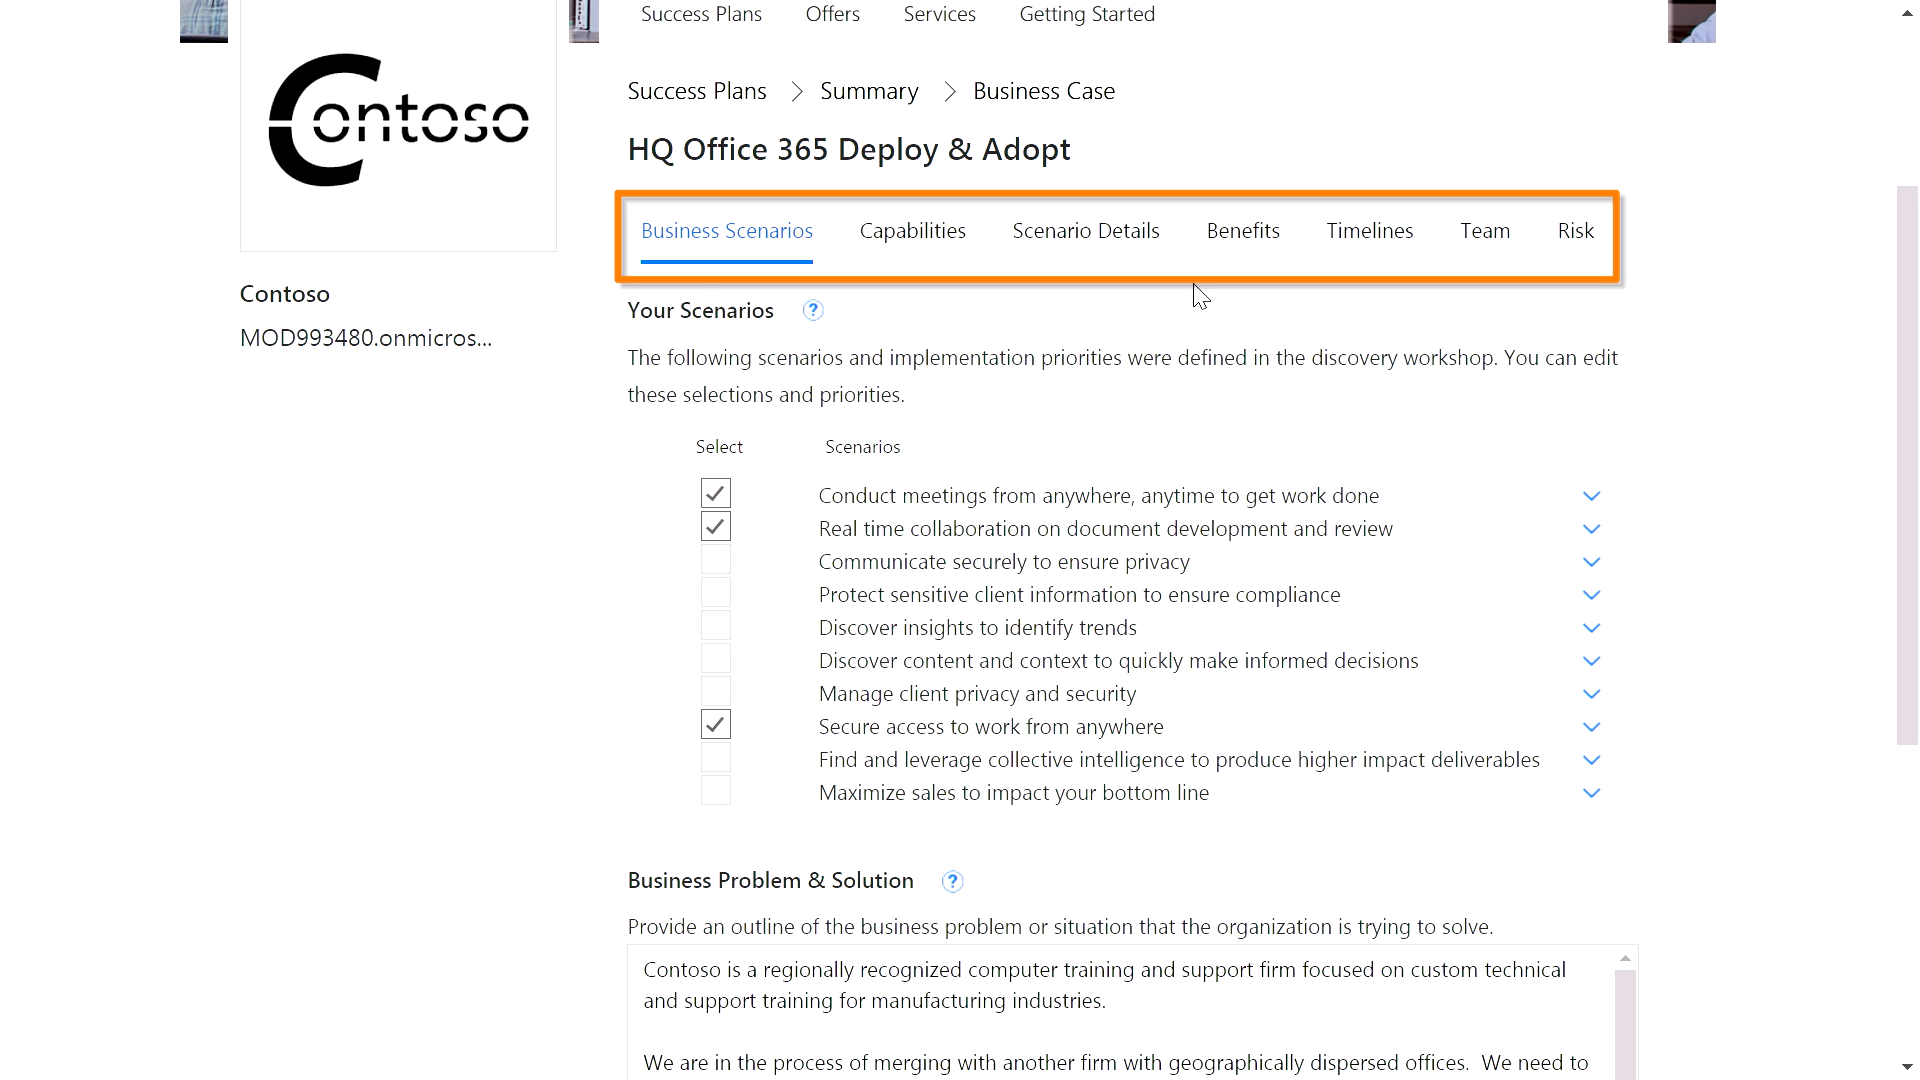 Success Plans Offers Services Getting Started
Contoso
Success Plans Summary Business Case
HQ Office 365 Deploy & Adopt
Business Scenarios Capabilities Scenario Details Benefits Timelines Team Risk
Contoso
MOD993480.onmicros...
Your Scenarios ?
The following scenarios and implementation priorities were defined in the discovery workshop. You can edit
these selections and priorities.
Select Scenarios
Conduct meetings from anywhere, anytime to get work done
Real time collaboration on document development and review
Communicate securely to ensure privacy
Protect sensitive client information to ensure compliance
Discover insights to identify trends
Discover content and context to quickly make informed decisions
Manage client privacy and security
Secure access to work from anywhere
Find and leverage collective intelligence to produce higher impact deliverables
Maximize sales to impact your bottom line
Business Problem & Solution ?
Provide an outline of the business problem or situation that the organization is trying to solve.
Contoso is a regionally recognized computer training and support firm focused on custom technical
and support training for manufacturing industries.
We are in the process of merging with another firm with geographically dispersed offices. We need to